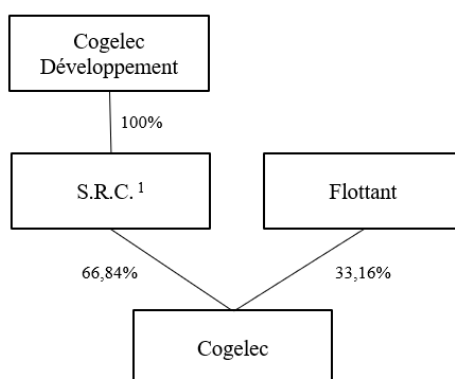 Cogelec
Développement
100%
S.R.C. ¹
Flottant
66,84%
33,16%
Cogelec